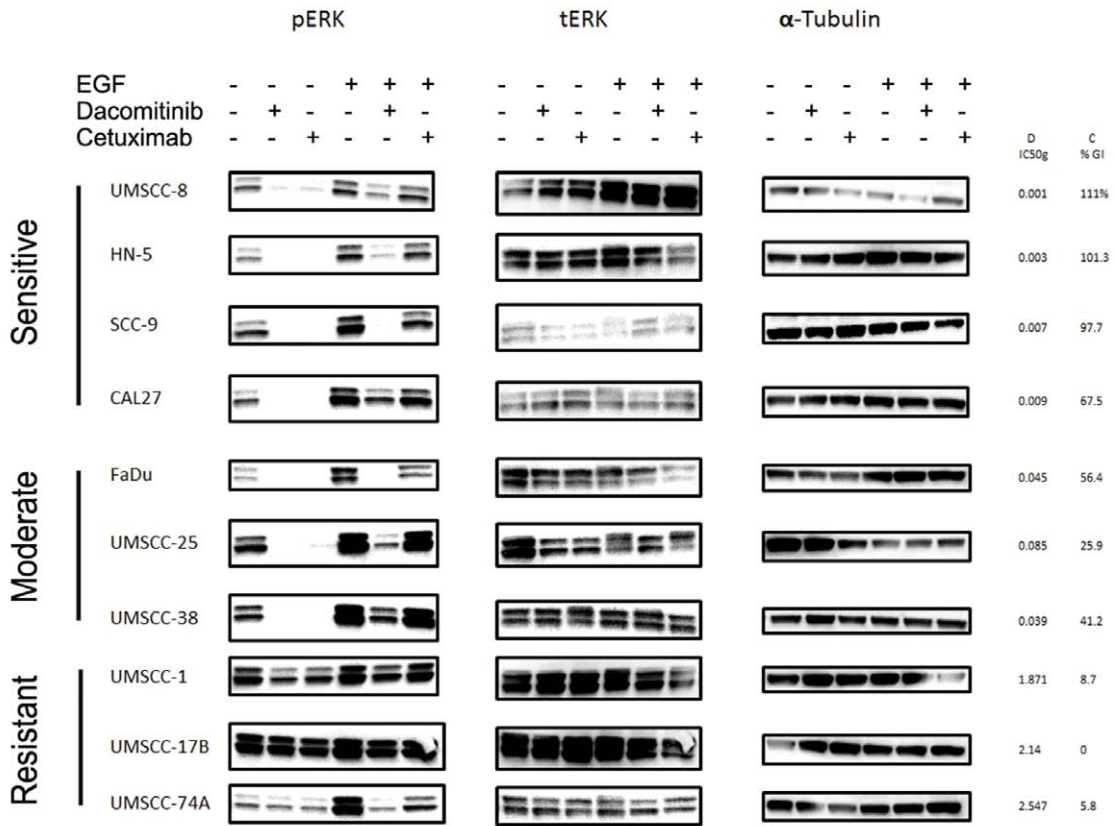 pERK tERK α-Tubulin
EGF - - - + + + - - - + + + - - - + + +
Dacomitinib - + - - + - - + - - + - - + - - + -
Cetuximab - - + - - + - - + - - + - - + - - +
D C
IC50g % GI
Sensitive
UMSCC-8 0.001 111%
HN-5 0.003 101.3
SCC-9 0.007 97.7
CAL27 0.009 67.5
Moderate
FaDu 0.045 56.4
UMSCC-25 0.085 25.9
UMSCC-38 0.039 41.2
Resistant
UMSCC-1 1.871 8.7
UMSCC-17B 2.14 0
UMSCC-74A 2.547 5.8